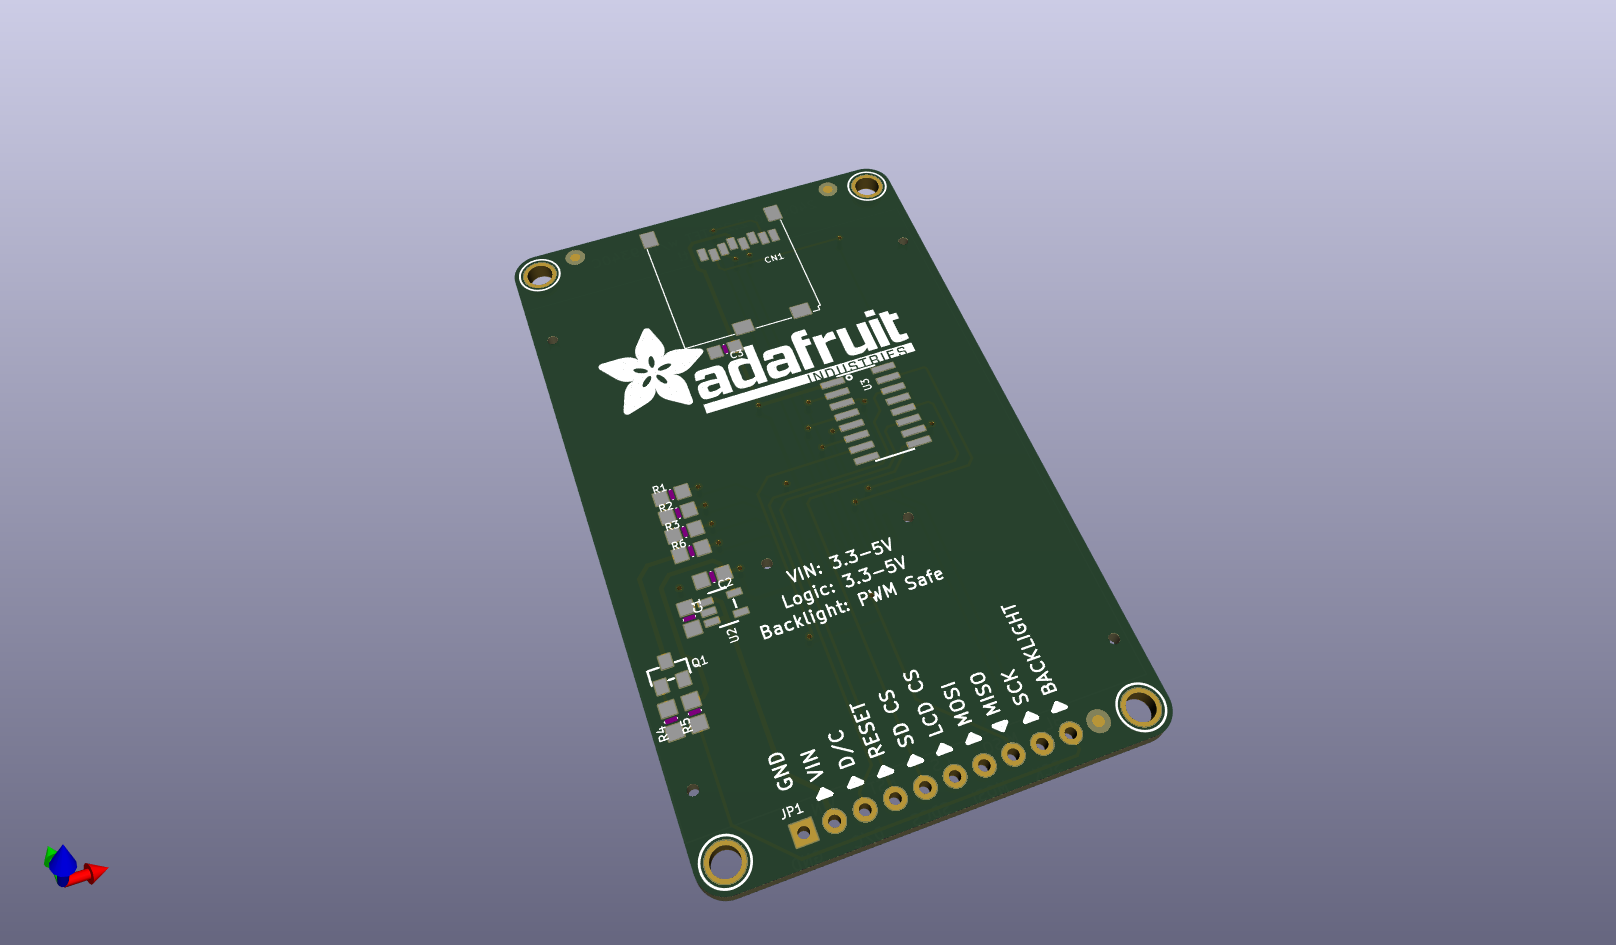 CN1
adafruit
INDUSTRIES
C3
U3
R1
R2
R3
R6
C2
C1
U2
VIN: 3.3-5V
Logic: 3.3-5V
Backlight: PWM Safe
Q1
R4
R5
JP1
GND
VIN
D/C
RESET
SD CS
LCD CS
MOSI
MISO
SCK
BACKLIGHT